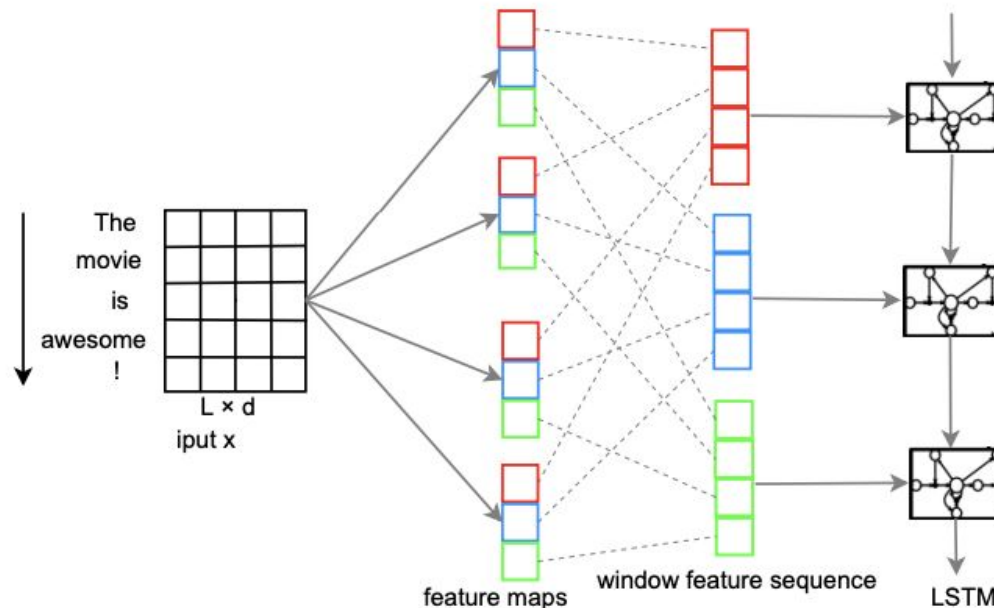 The
movie
is
awesome
!
L × d
iput x
feature maps
window feature sequence
LSTM